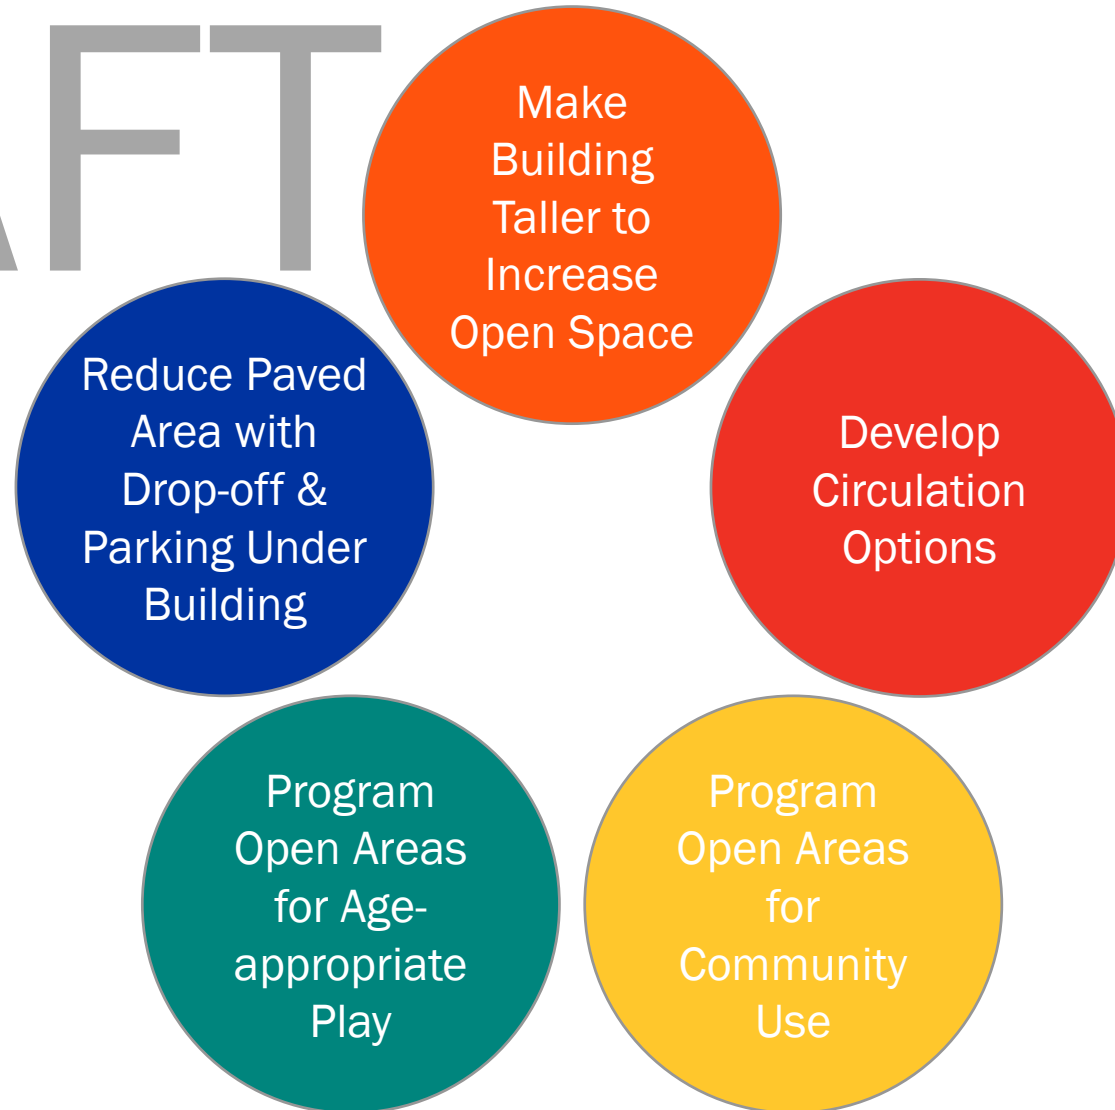 AFT
Make
Building
Taller to
Increase
Open Space
Reduce Paved
Area with
Drop-off &
Parking Under
Building
Develop
Circulation
Options
Program
Open Areas
for Age-
appropriate
Play
Program
Open Areas
for
Community
Use